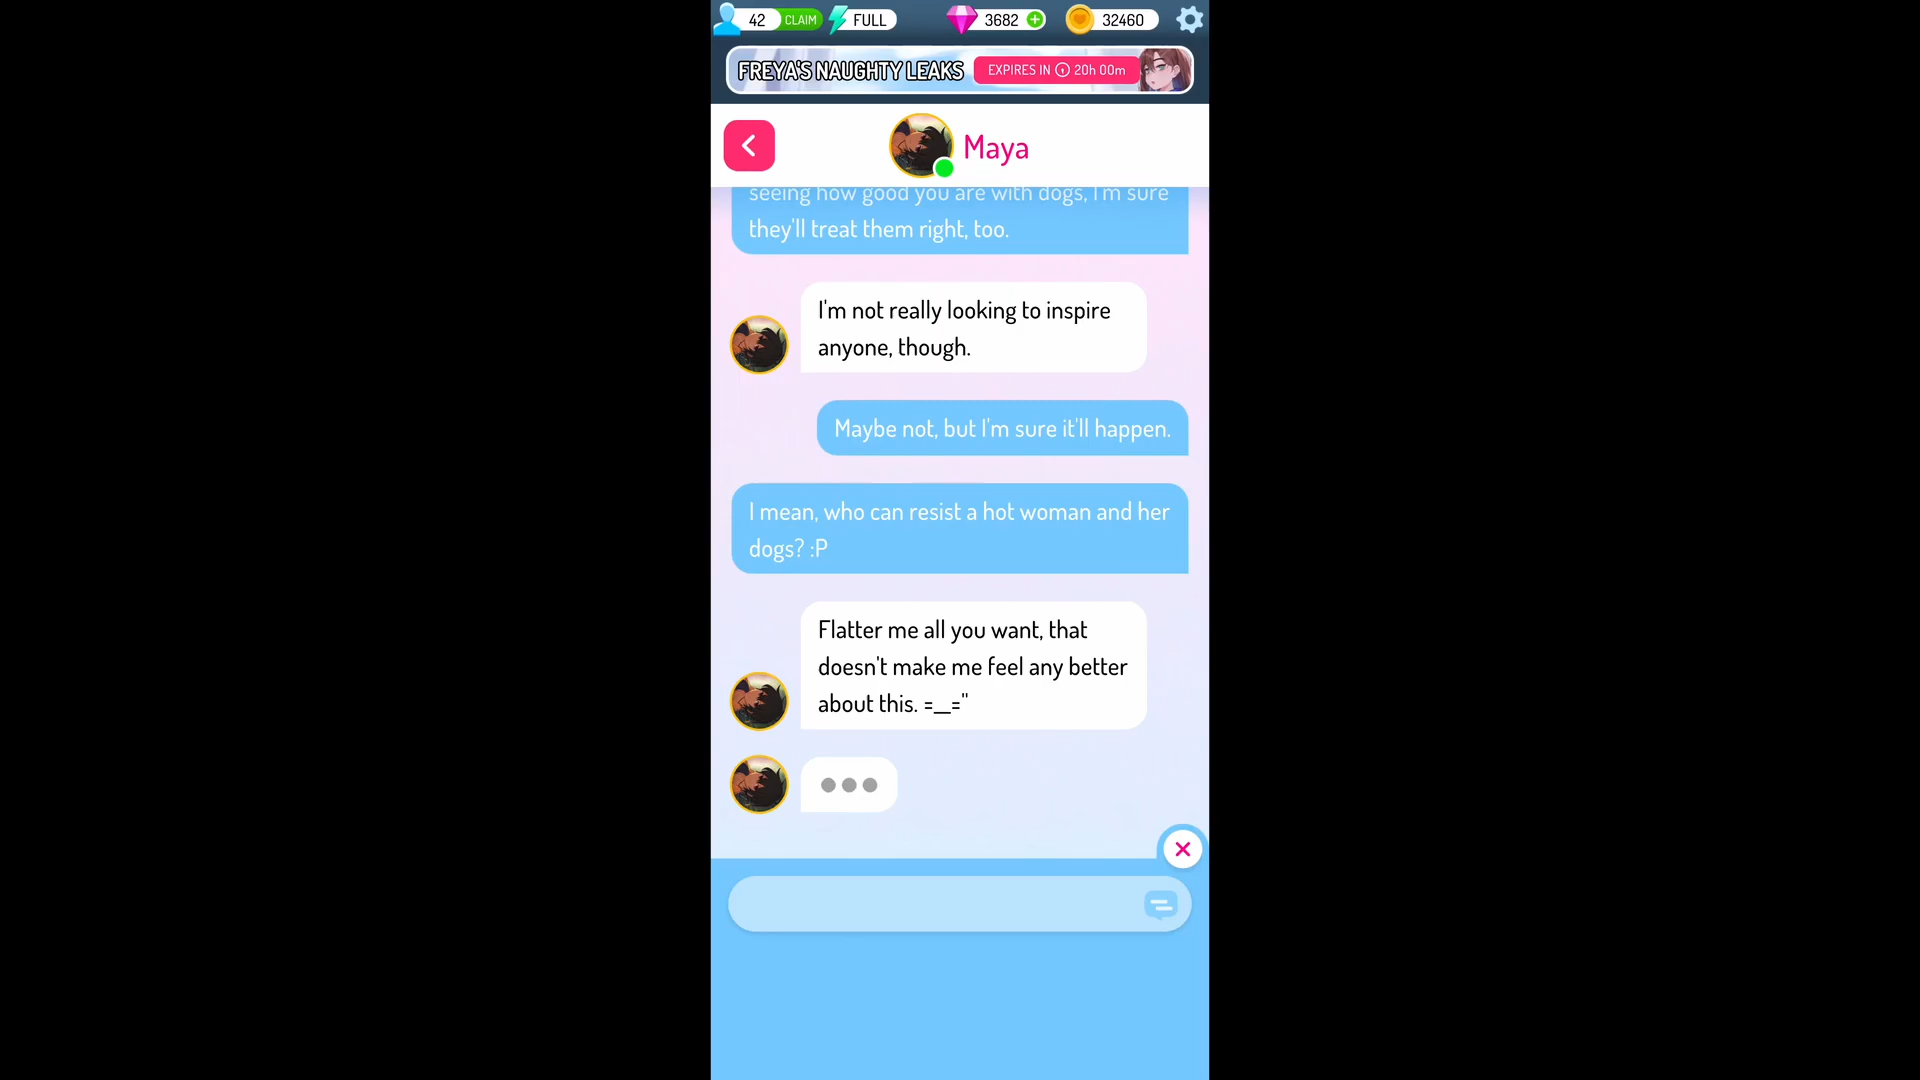 42 CLAIM FULL 3682 32460
FREYA'S NAUGHTY LEAKS EXPIRES IN 20h 00m
Maya
seeing how good you are with dogs, I'm sure
they'll treat them right, too.
I'm not really looking to inspire
anyone, though.
Maybe not, but I'm sure it'll happen.
I mean, who can resist a hot woman and her
dogs? :P
Flatter me all you want, that
doesn't make me feel any better
about this. =__="